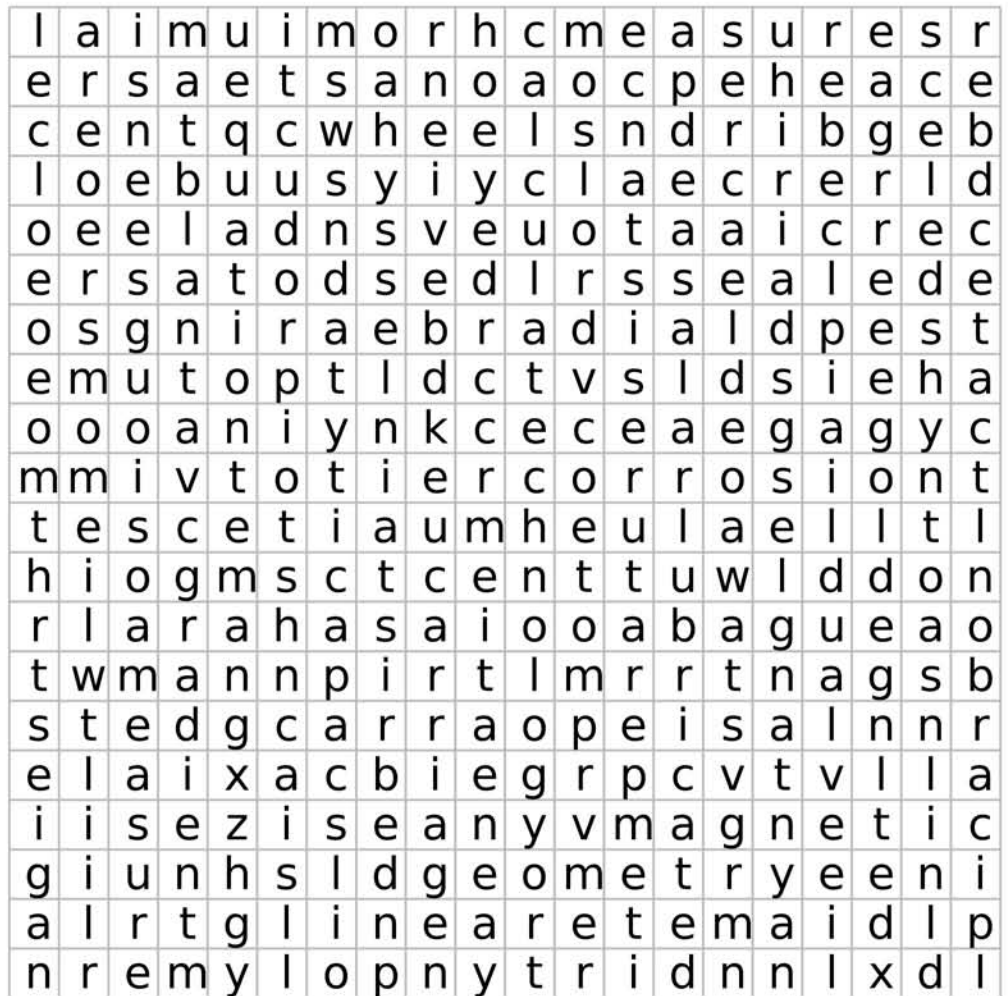 l a i m u i m o r h c m e a s u r e s r
e r s a e t s a n o a o c p e h e a c e
c e n t q c w h e e l s n d r i b g e b
l o e b u u s y i y c l a e c r e r l d
o e e l a d n s v e u o t a a i c r e c
e r s a t o d s e d l r s s e a l e d e
o s g n i r a e b r a d i a l d p e s t
e m u t o p t l d c t v s l d s i e h a
o o o a n i y n k c e c e a e g a g y c
m m i v t o t i e r c o r r o s i o n t
t e s c e t i a u m h e u l a e l l t l
h i o g m s c t c e n t t u w l d d o n
r l a r a h a s a i o o a b a g u e a o
t w m a n n p i r t l m r r t n a g s b
s t e d g c a r r a o p e i s a l n n r
e l a i x a c b i e g r p c v t v l l a
i i s e z i s e a n y v m a g n e t i c
g i u n h s l d g e o m e t r y e e n i
a l r t g l i n e a r e t e m a i d l p
n r e m y l o p n y t r i d n n l x d l